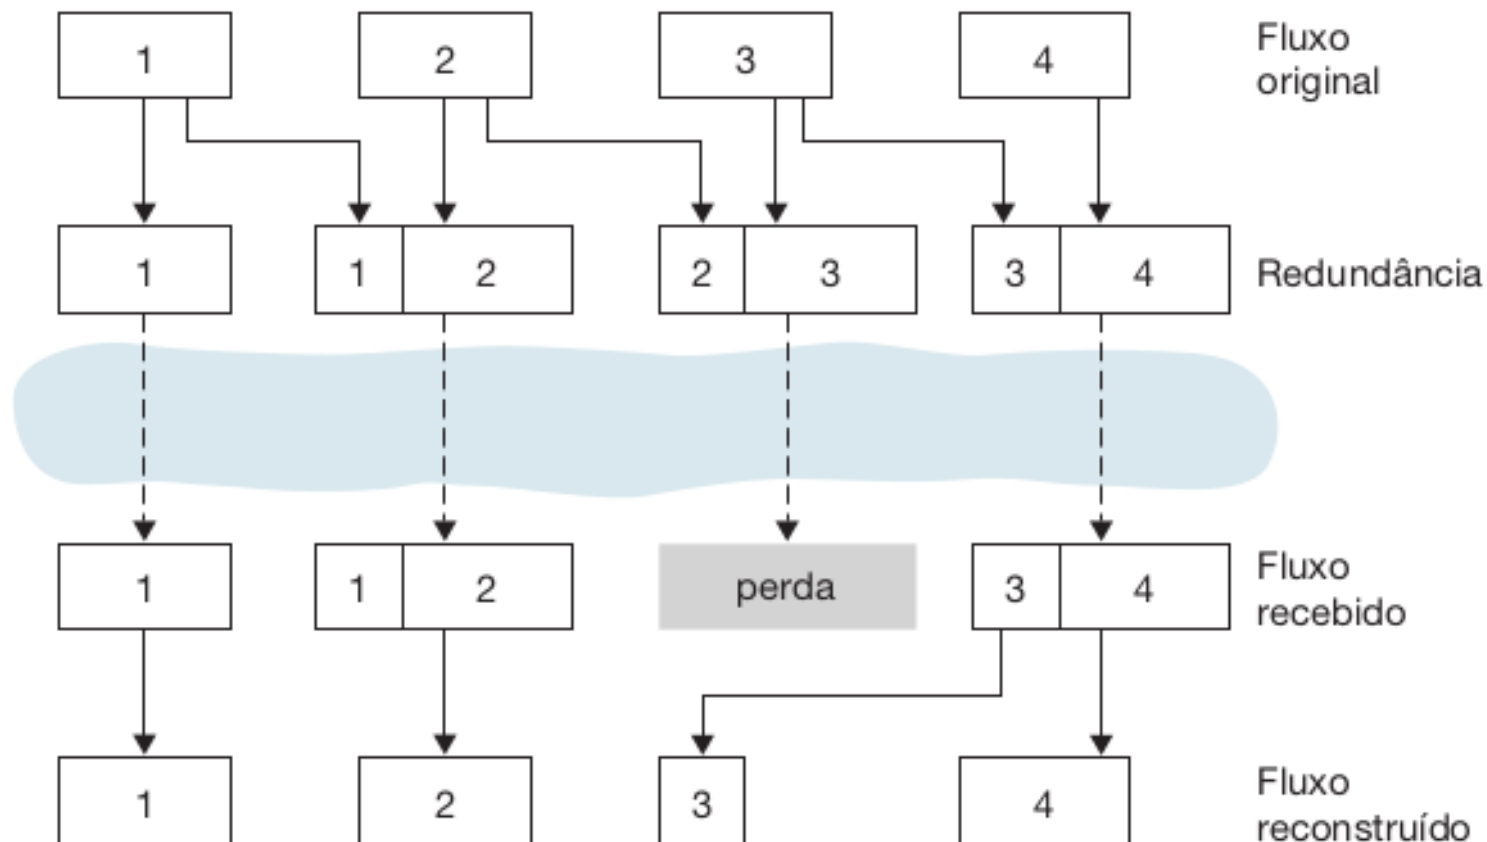 1
2
3
4
Fluxo
original
1
1 2
2 3
3 4
Redundância
1
1 2
perda
3 4
Fluxo
recebido
1
2
3
4
Fluxo
reconstruído